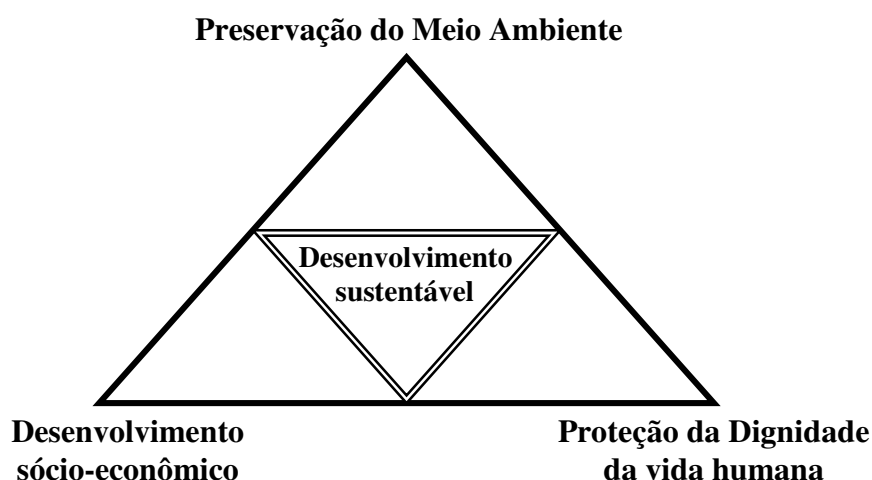 Preservação do Meio Ambiente
Desenvolvimento
sustentável
Desenvolvimento
sócio-econômico
Proteção da Dignidade
da vida humana